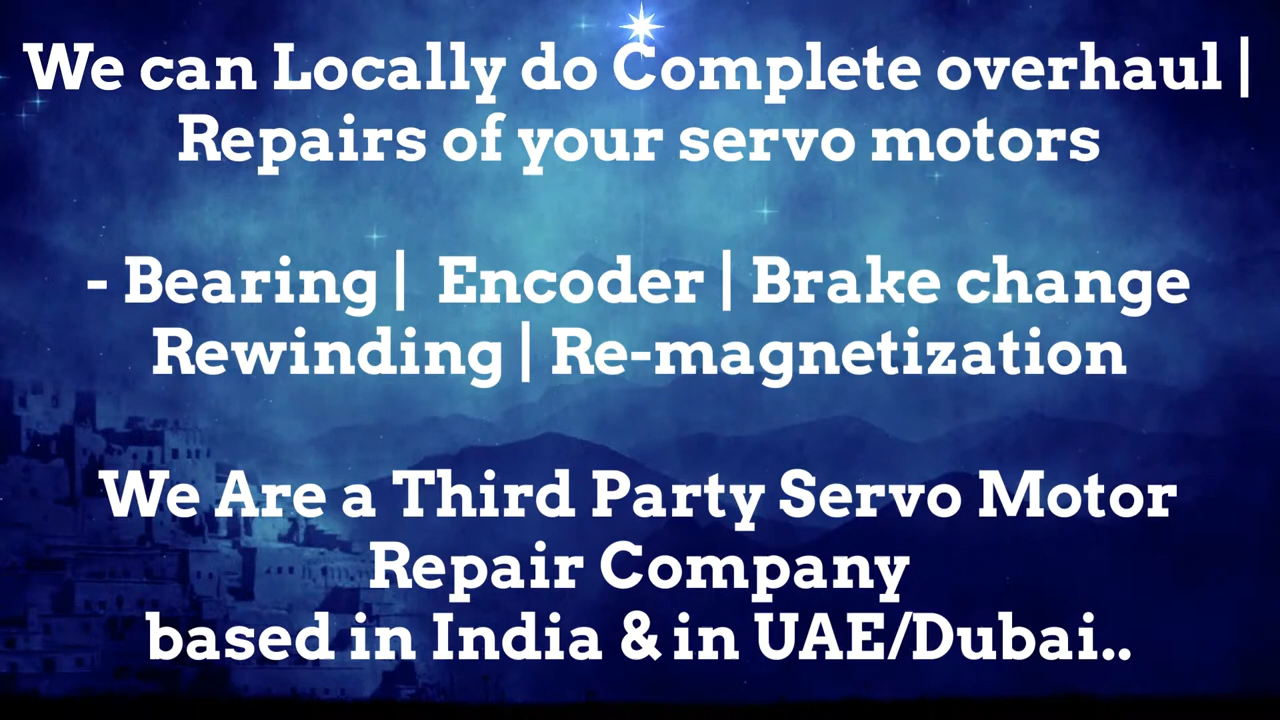 We can Locally do Complete overhaul |
Repairs of your servo motors
- Bearing | Encoder | Brake change
Rewinding | Re-magnetization
We Are a Third Party Servo Motor
Repair Company
based in India & in UAE/Dubai..